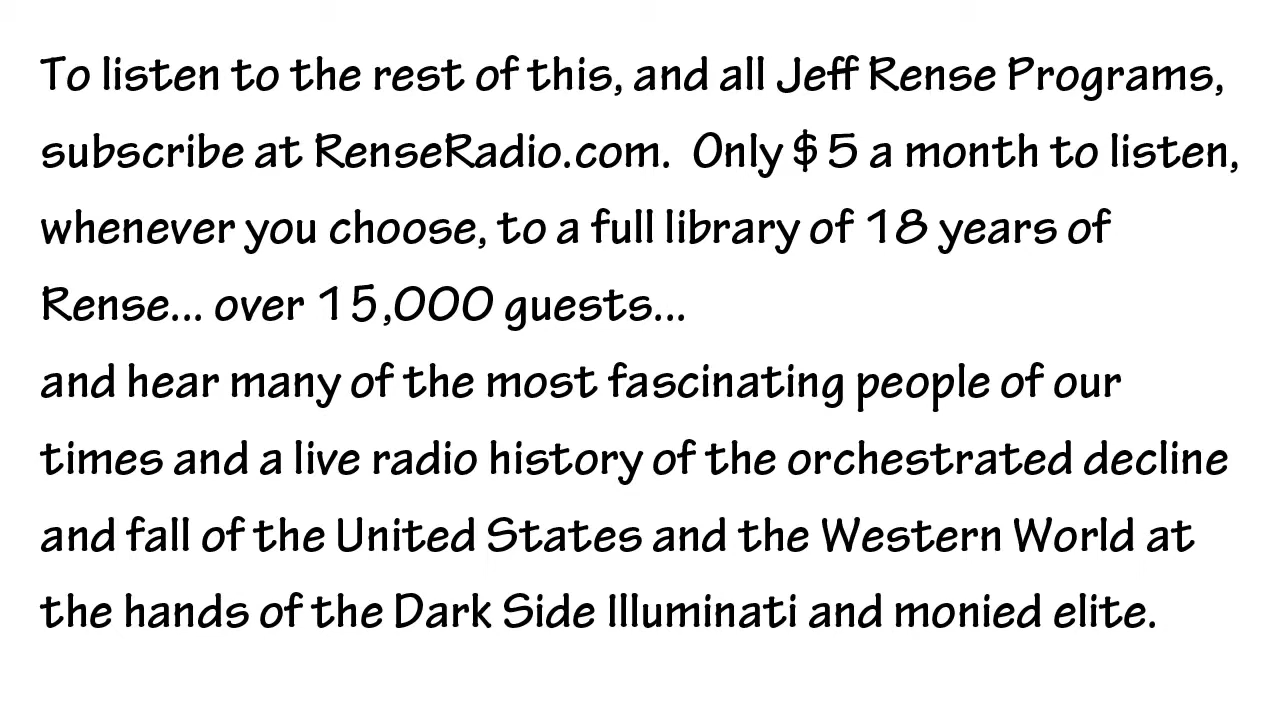 To listen to the rest of this, and all Jeff Rense Programs,
subscribe at RenseRadio.com.  Only $5 a month to listen,
whenever you choose, to a full library of 18 years of
Rense... over 15,000 guests...
and hear many of the most fascinating people of our
times and a live radio history of the orchestrated decline
and fall of the United States and the Western World at
the hands of the Dark Side Illuminati and monied elite.